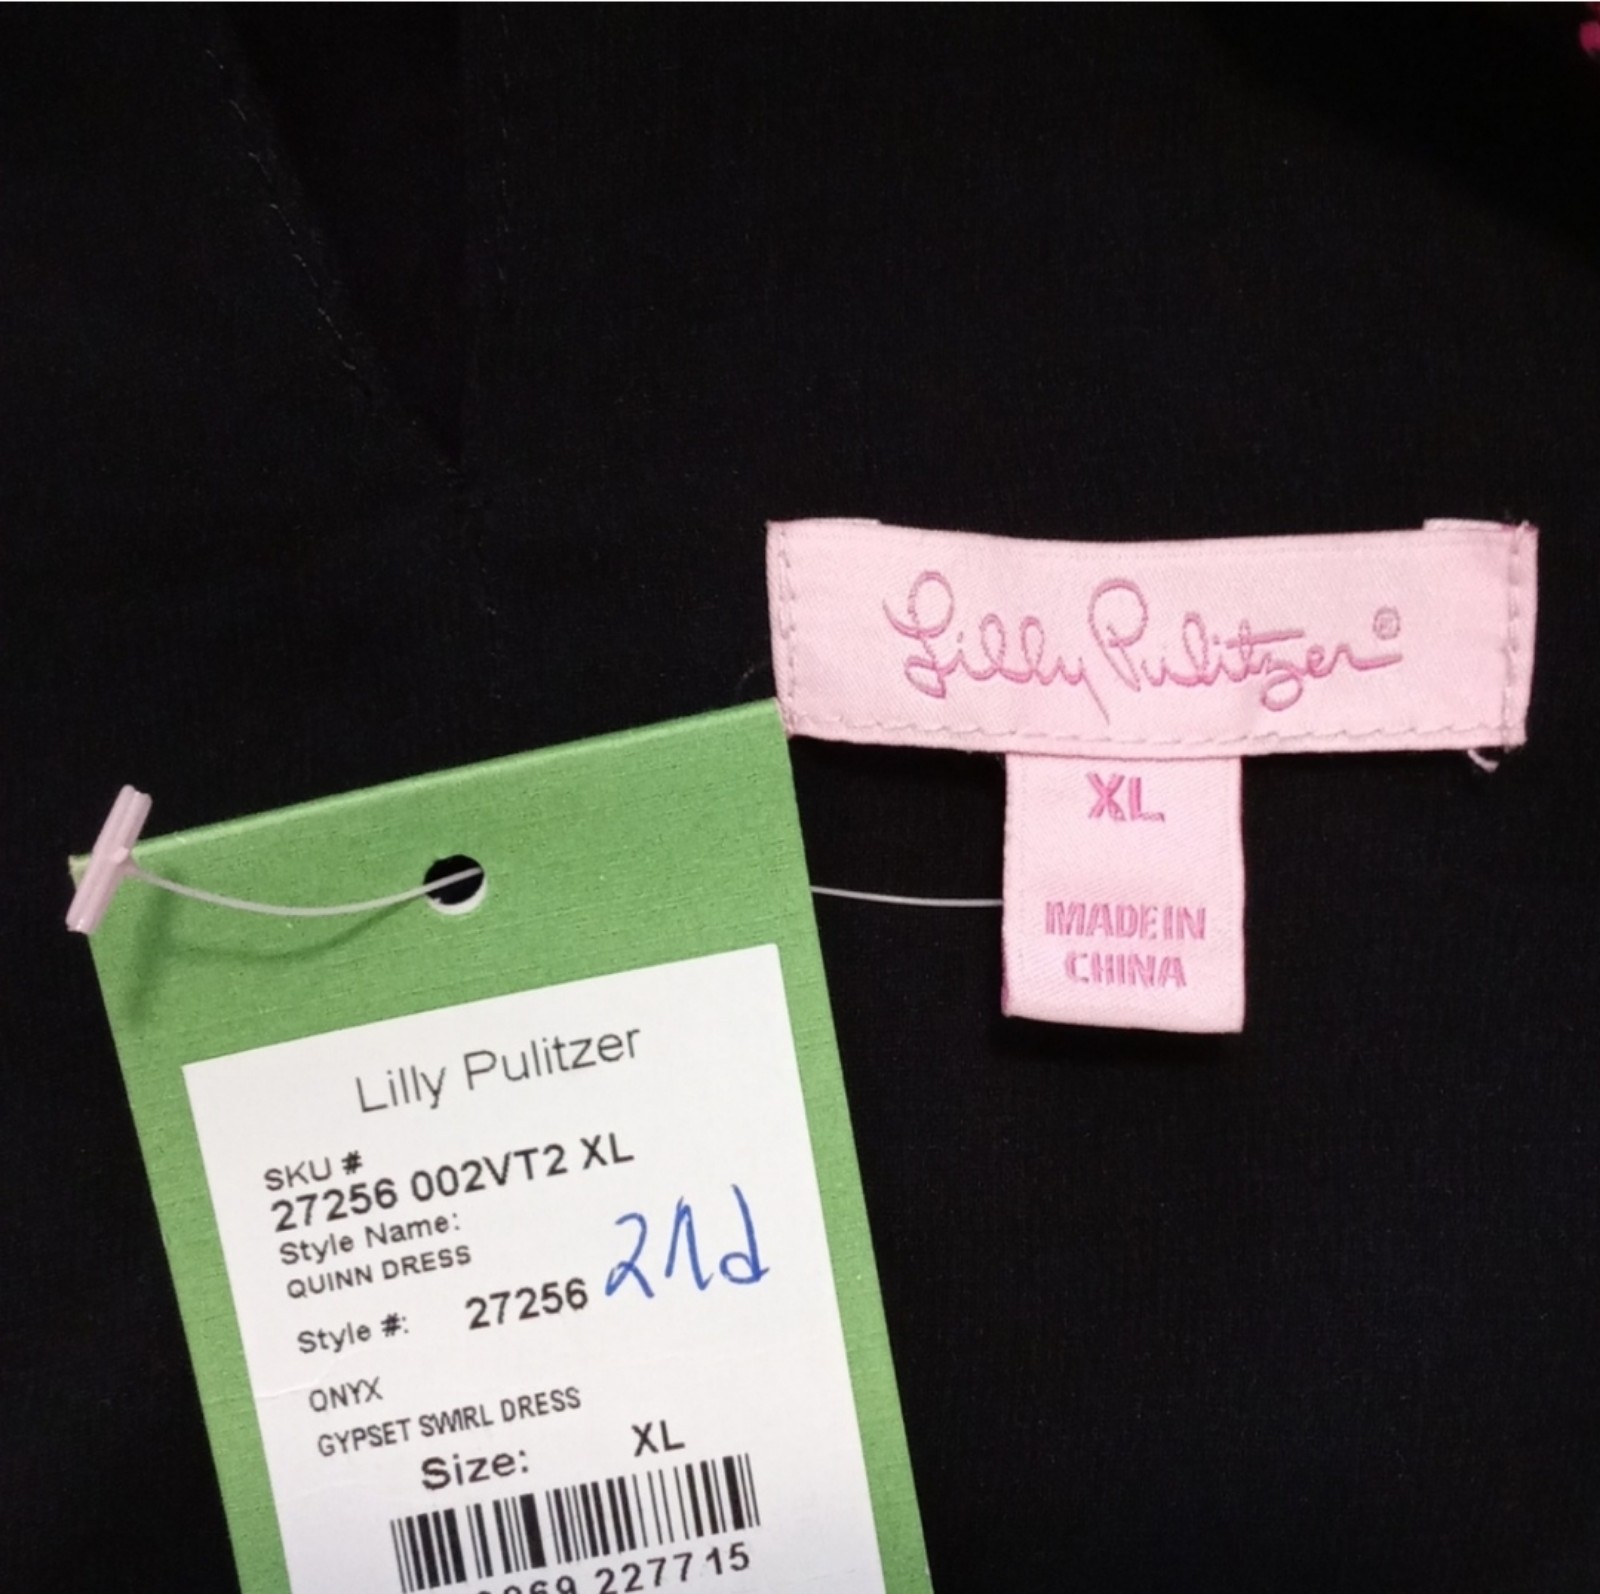 Lilly Pulitzer®
XL
MADE IN
CHINA
Lilly Pulitzer
SKU #
27256 002VT2 XL
Style Name:
QUINN DRESS
Style #: 27256 2nd
ONYX
GYPSET SWIRL DRESS
Size: XL
227715